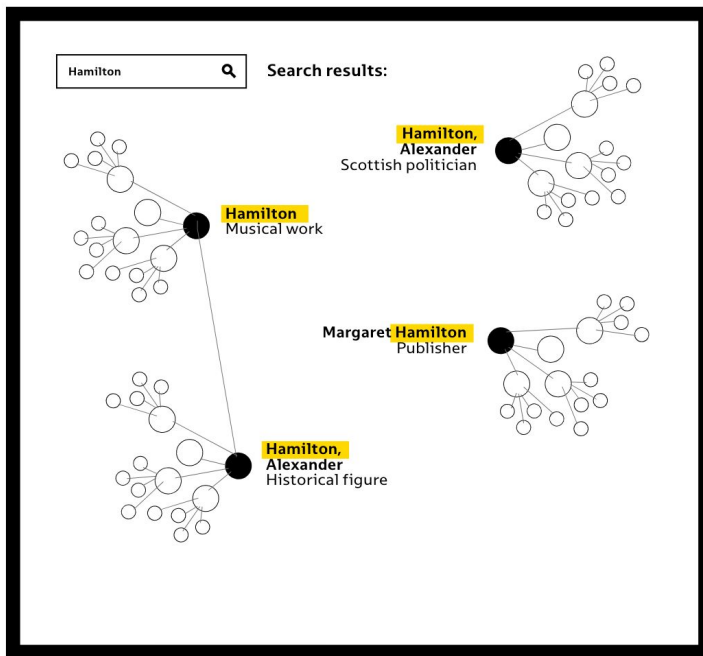 Hamilton
Search results:
Hamilton,
Alexander
Scottish politician
Hamilton
Musical work
Margaret Hamilton
Publisher
Hamilton,
Alexander
Historical figure